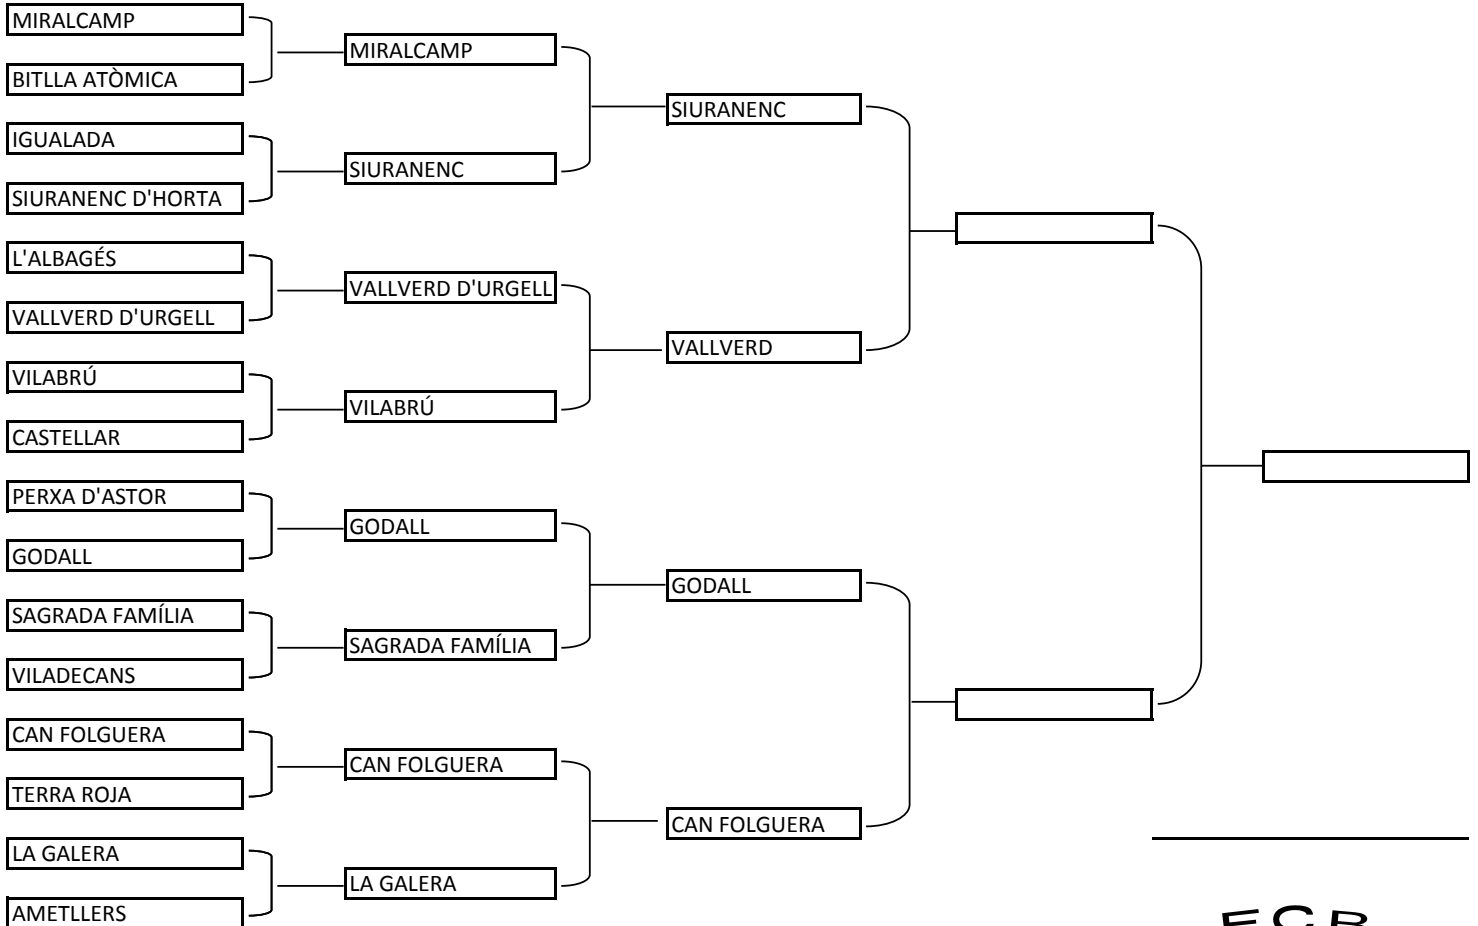 MIRALCAMP
BITLLA ATÒMICA
IGUALADA
SIURANENC D'HORTA
L'ALBAGÉS
VALLVERD D'URGELL
VILABRÚ
CASTELLAR
PERXA D'ASTOR
GODALL
SAGRADA FAMÍLIA
VILADECANS
CAN FOLGUERA
TERRA ROJA
LA GALERA
AMETLLERS
MIRALCAMP
SIURANENC
VALLVERD D'URGELL
VILABRÚ
GODALL
SAGRADA FAMÍLIA
CAN FOLGUERA
LA GALERA
SIURANENC
VALLVERD
GODALL
CAN FOLGUERA
FCB